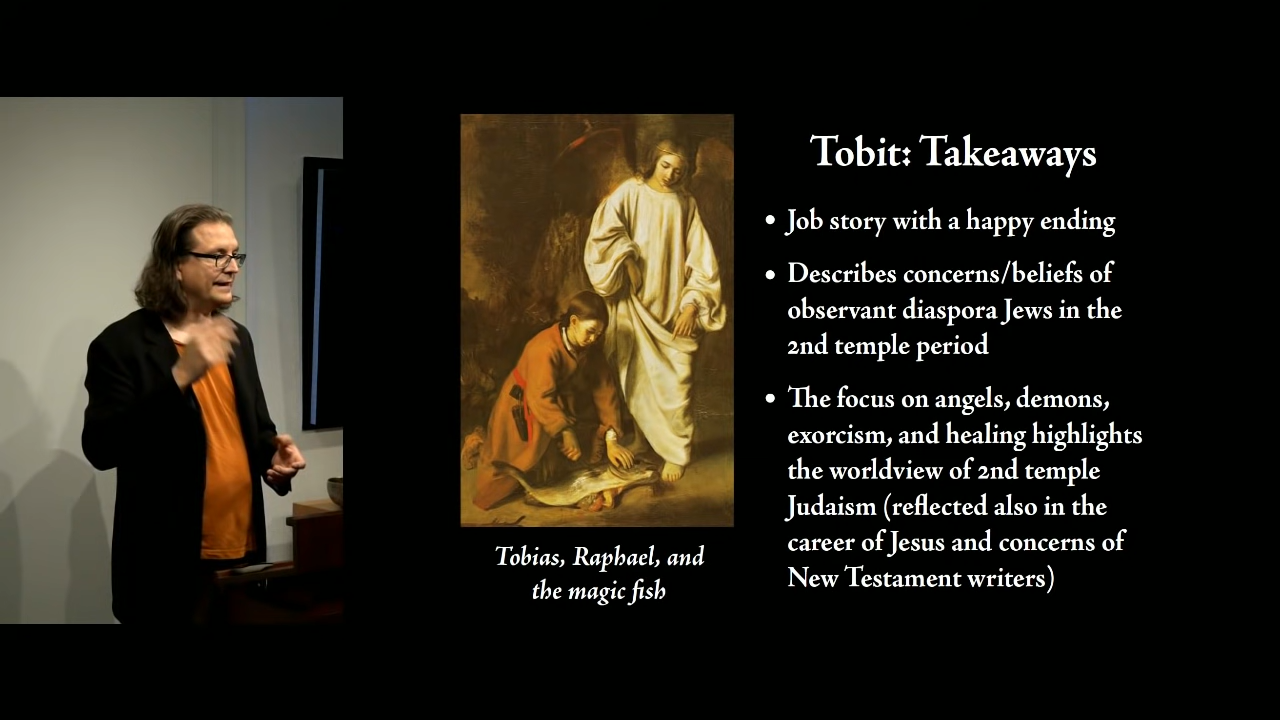 Tobit: Takeaways
• Job story with a happy ending
• Describes concerns/beliefs of
observant diaspora Jews in the
2nd temple period
• The focus on angels, demons,
exorcism, and healing highlights
the worldview of 2nd temple
Judaism (reflected also in the
career of Jesus and concerns of
New Testament writers)
Tobias, Raphael, and
the magic fish